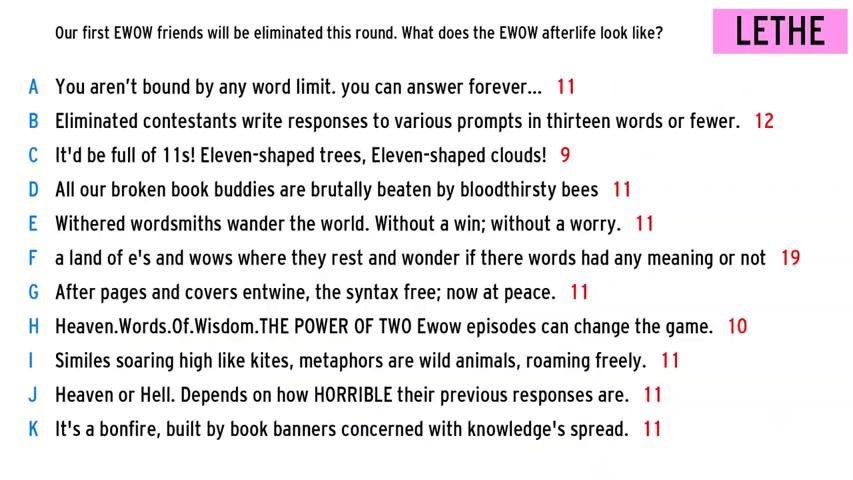 Our first EWOW friends will be eliminated this round. What does the EWOW afterlife look like?
LETHE
A You aren't bound by any word limit. you can answer forever... 11
B Eliminated contestants write responses to various prompts in thirteen words or fewer. 12
C It'd be full of 11s! Eleven-shaped trees, Eleven-shaped clouds! 9
D All our broken book buddies are brutally beaten by bloodthirsty bees 11
E Withered wordsmiths wander the world. Without a win; without a worry. 11
F a land of e's and wows where they rest and wonder if there words had any meaning or not 19
G After pages and covers entwine, the syntax free; now at peace. 11
H Heaven.Words.Of.Wisdom.THE POWER OF TWO Ewow episodes can change the game. 10
I Similes soaring high like kites, metaphors are wild animals, roaming freely. 11
J Heaven or Hell. Depends on how HORRIBLE their previous responses are. 11
K It's a bonfire, built by book banners concerned with knowledge's spread. 11